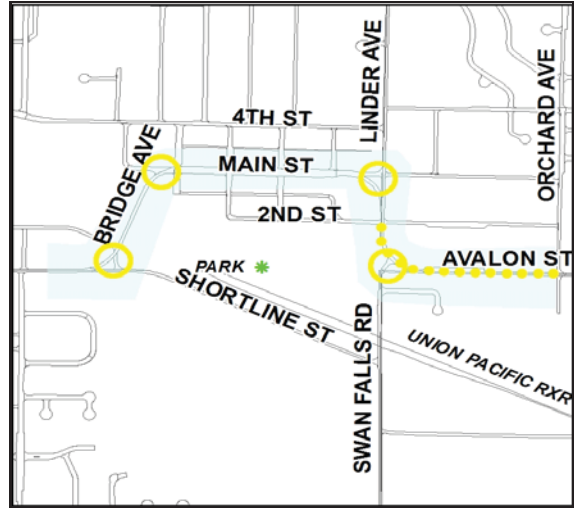 LINDER AVE
ORCHARD AVE
4TH ST
BRIDGE AVE
MAIN ST
2ND ST
AVALON ST
PARK
SHORTLINE ST
SWAN FALLS RD
UNION PACIFIC RXR